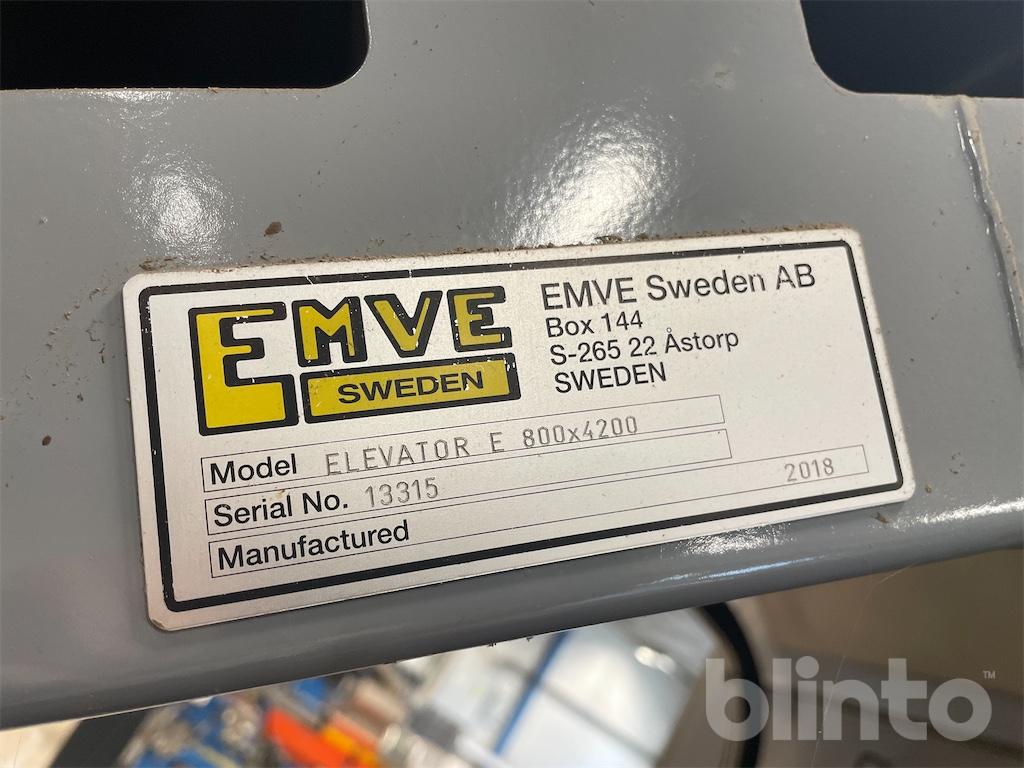 EMVE
SWEDEN
EMVE Sweden AB
Box 144
S-265 22 Åstorp
SWEDEN
Model ELEVATOR E 800x4200
Serial No. 13315
Manufactured 2018
blinto™